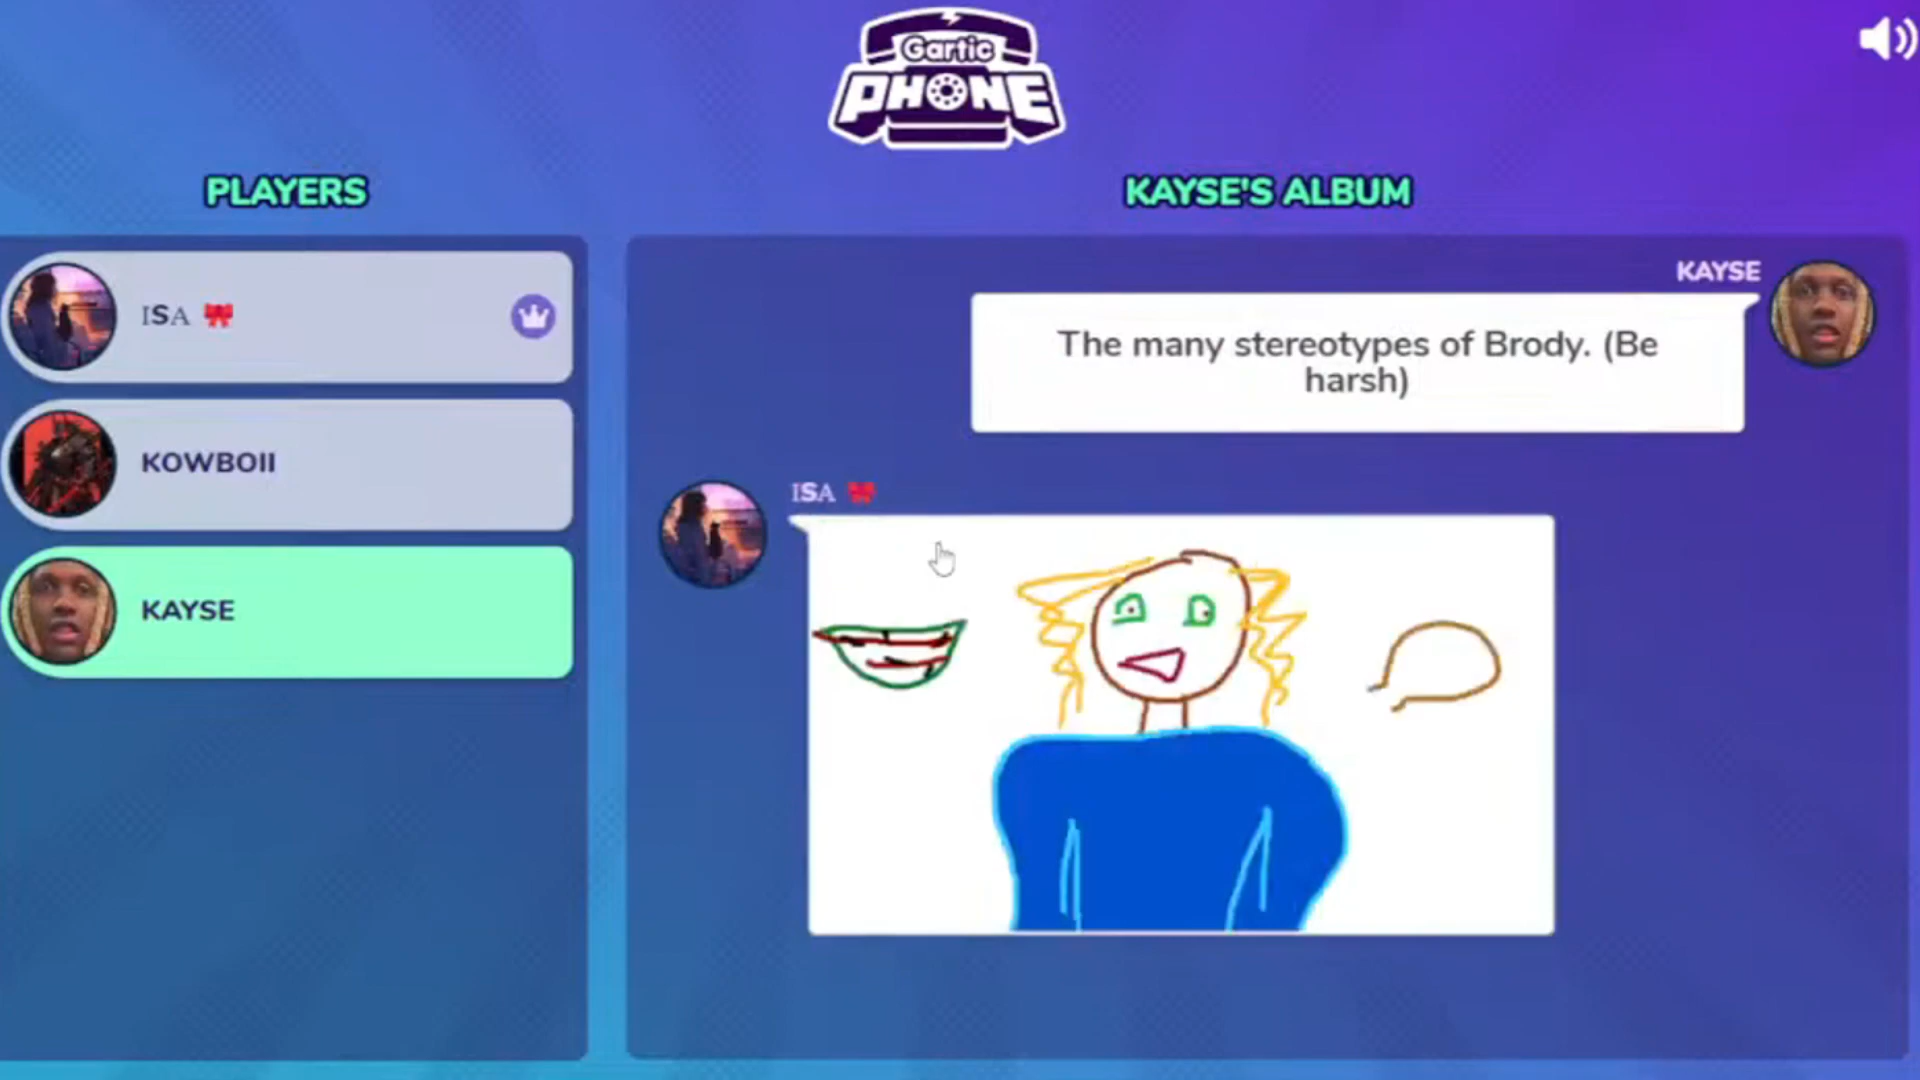 Gartic
PHONE
PLAYERS
KAYSE'S ALBUM
ISA
KOWBOII
KAYSE
KAYSE
The many stereotypes of Brody. (Be
harsh)
ISA